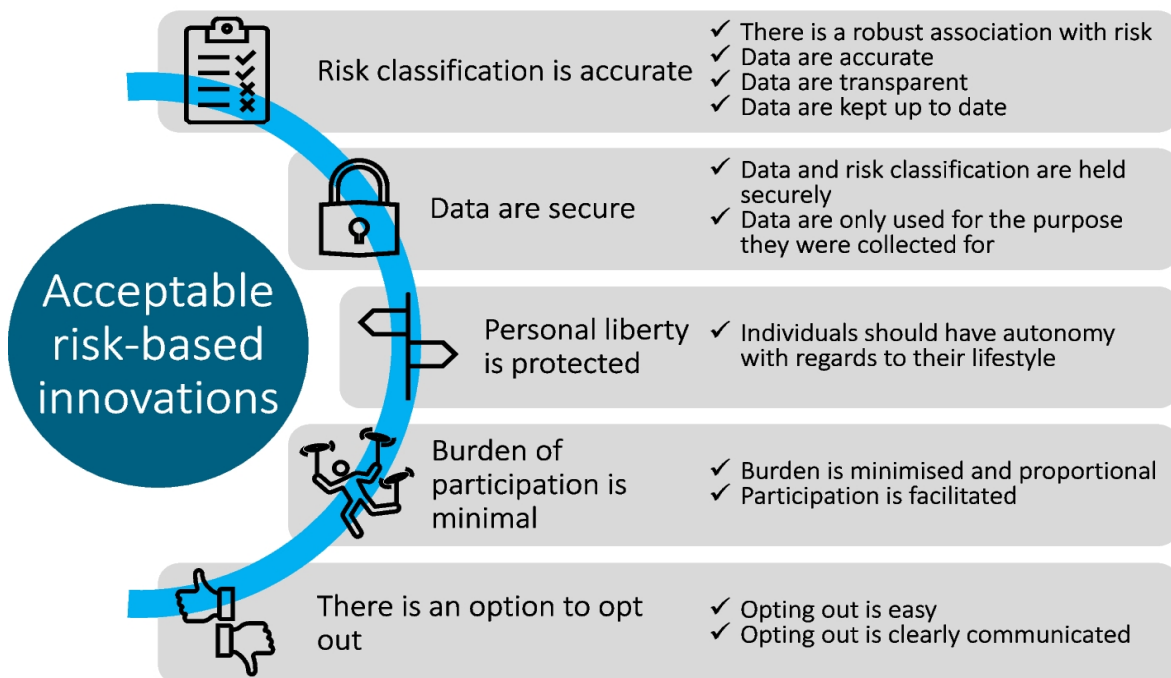 Acceptable
risk-based
innovations
Risk classification is accurate
✓ There is a robust association with risk
✓ Data are accurate
✓ Data are transparent
✓ Data are kept up to date
Data are secure
✓ Data and risk classification are held
securely
✓ Data are only used for the purpose
they were collected for
Personal liberty
is protected
✓ Individuals should have autonomy
with regards to their lifestyle
Burden of
participation is
minimal
✓ Burden is minimised and proportional
✓ Participation is facilitated
There is an option to opt
out
✓ Opting out is easy
✓ Opting out is clearly communicated